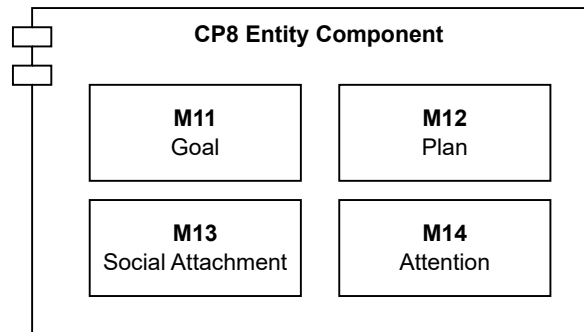 CP8 Entity Component
M11
Goal
M12
Plan
M13
Social Attachment
M14
Attention